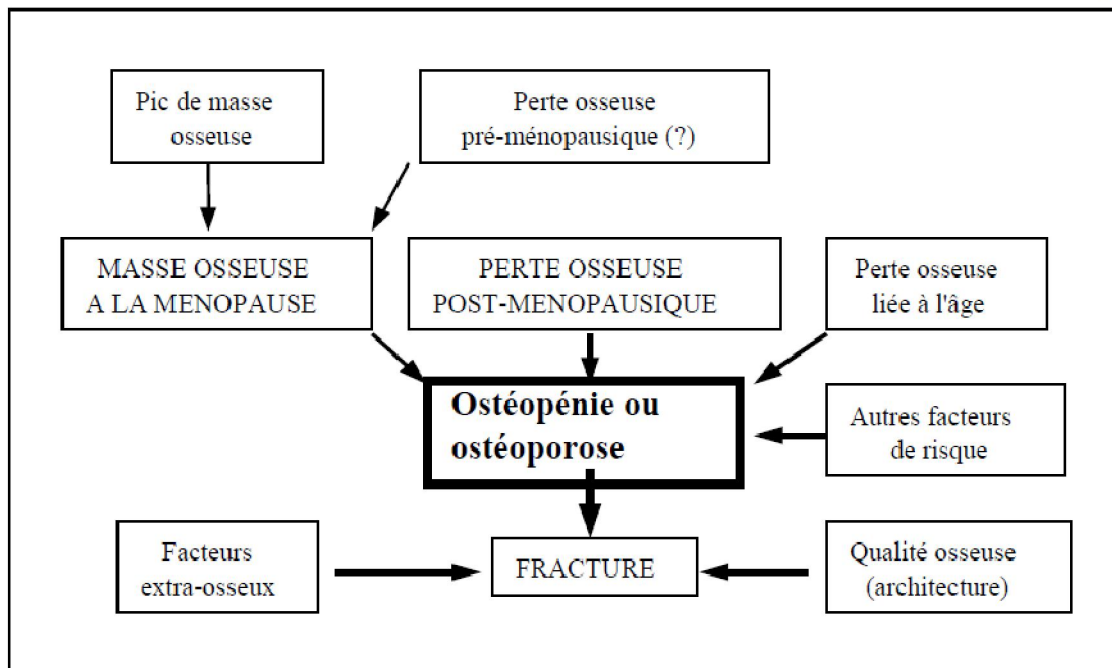 Pic de masse
osseuse
Perte osseuse
pré-ménopausique (?)
MASSE OSSEUSE
A LA MENOPAUSE
PERTE OSSEUSE
POST-MENOPAUSIQUE
Perte osseuse
liée à l'âge
Ostéopénie ou
ostéoporose
Autres facteurs
de risque
Facteurs
extra-osseux
FRACTURE
Qualité osseuse
(architecture)